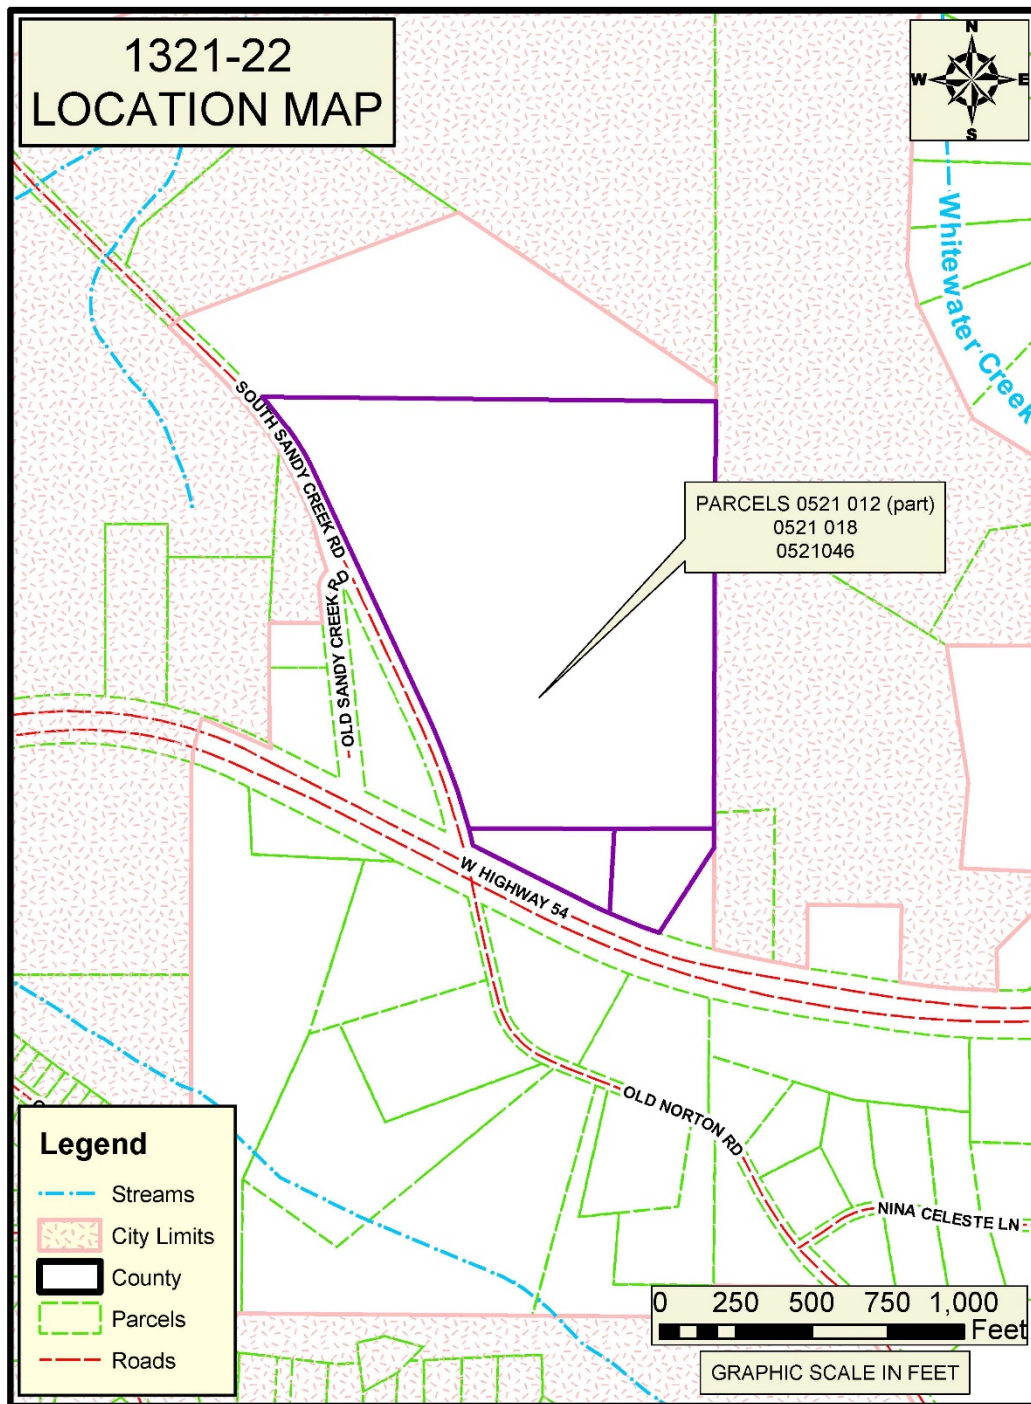 1321-22
LOCATION MAP
N
W
E
S
Whitewater Creek
SOUTH SANDY CREEK RD
PARCELS 0521 012 (part)
0521 018
0521046
OLD SANDY CREEK RD
W HIGHWAY 54
OLD NORTON RD
NINA CELESTE LN
Legend
Streams
City Limits
County
Parcels
Roads
0 250 500 750 1,000
Feet
GRAPHIC SCALE IN FEET